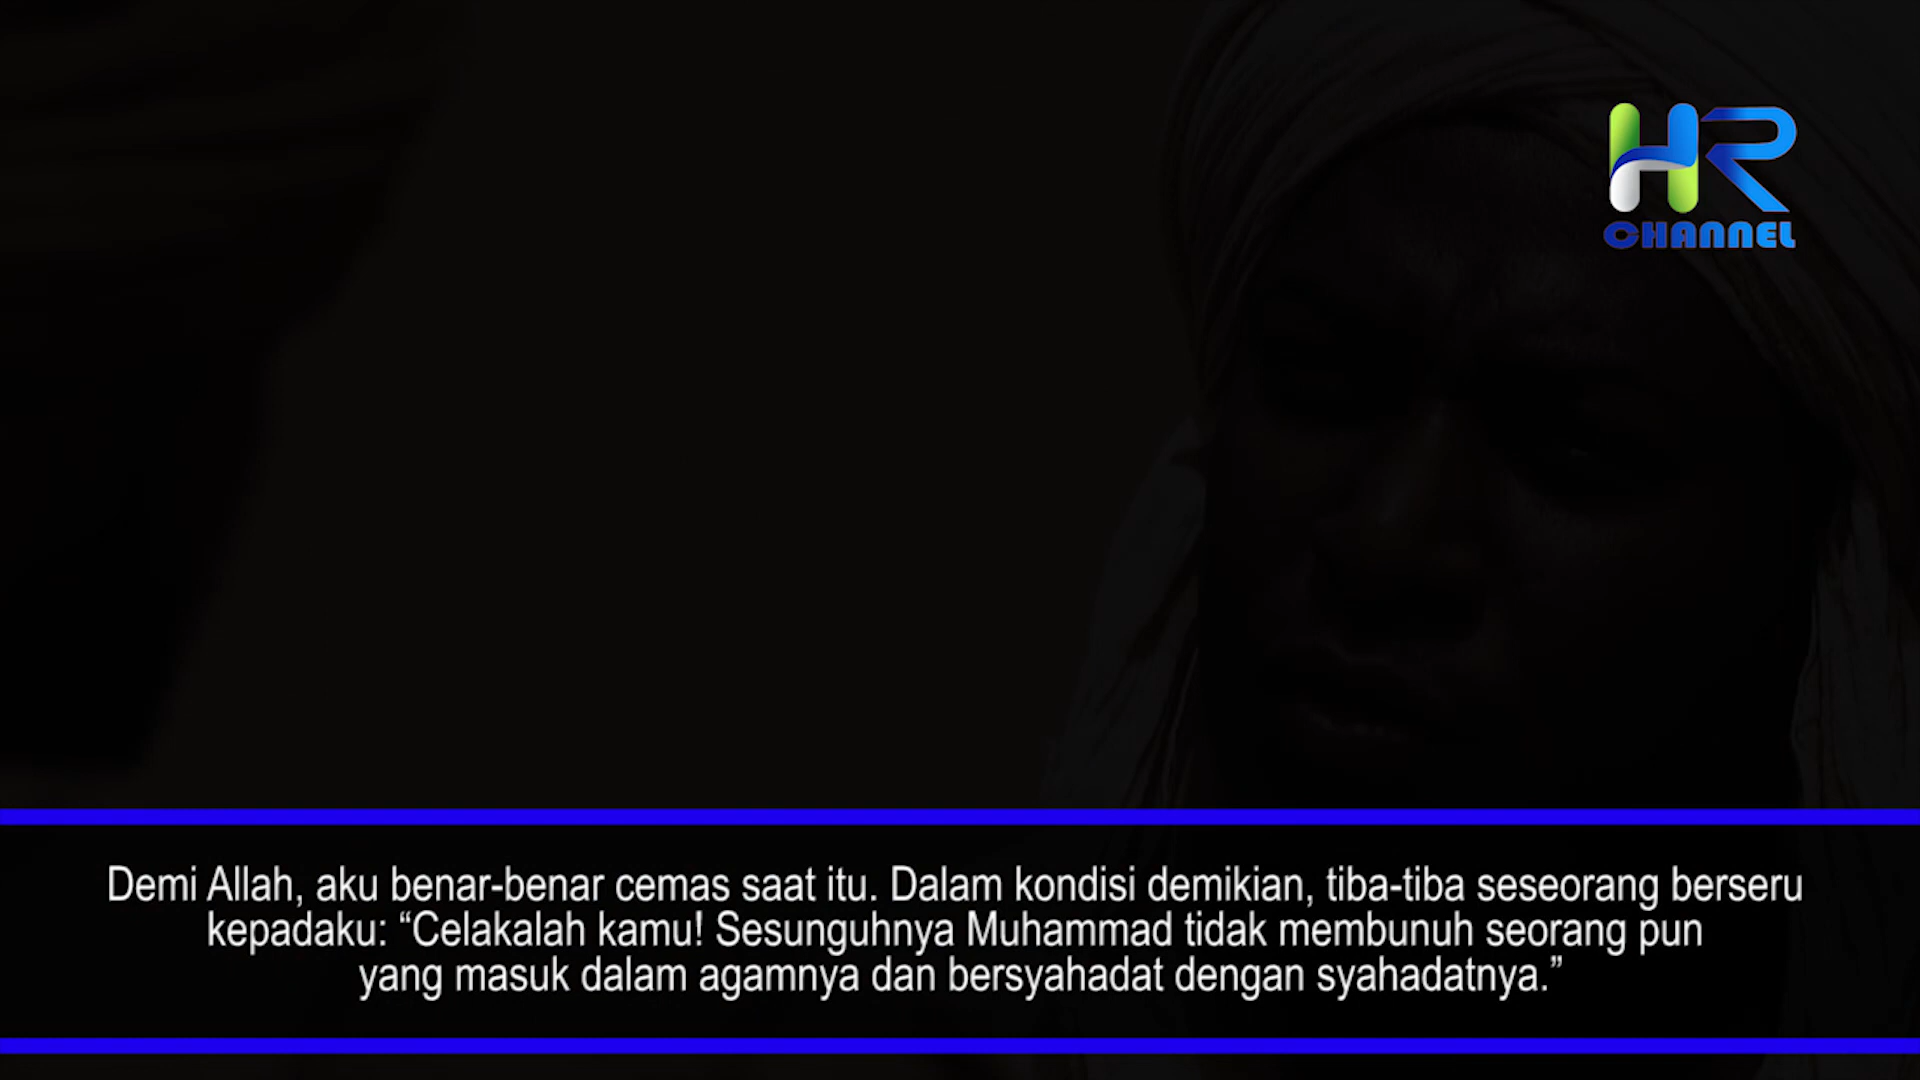 HR
CHANNEL
Demi Allah, aku benar-benar cemas saat itu. Dalam kondisi demikian, tiba-tiba seseorang berseru
kepadaku: “Celakalah kamu! Sesunguhnya Muhammad tidak membunuh seorang pun
yang masuk dalam agamnya dan bersyahadat dengan syahadatnya.”